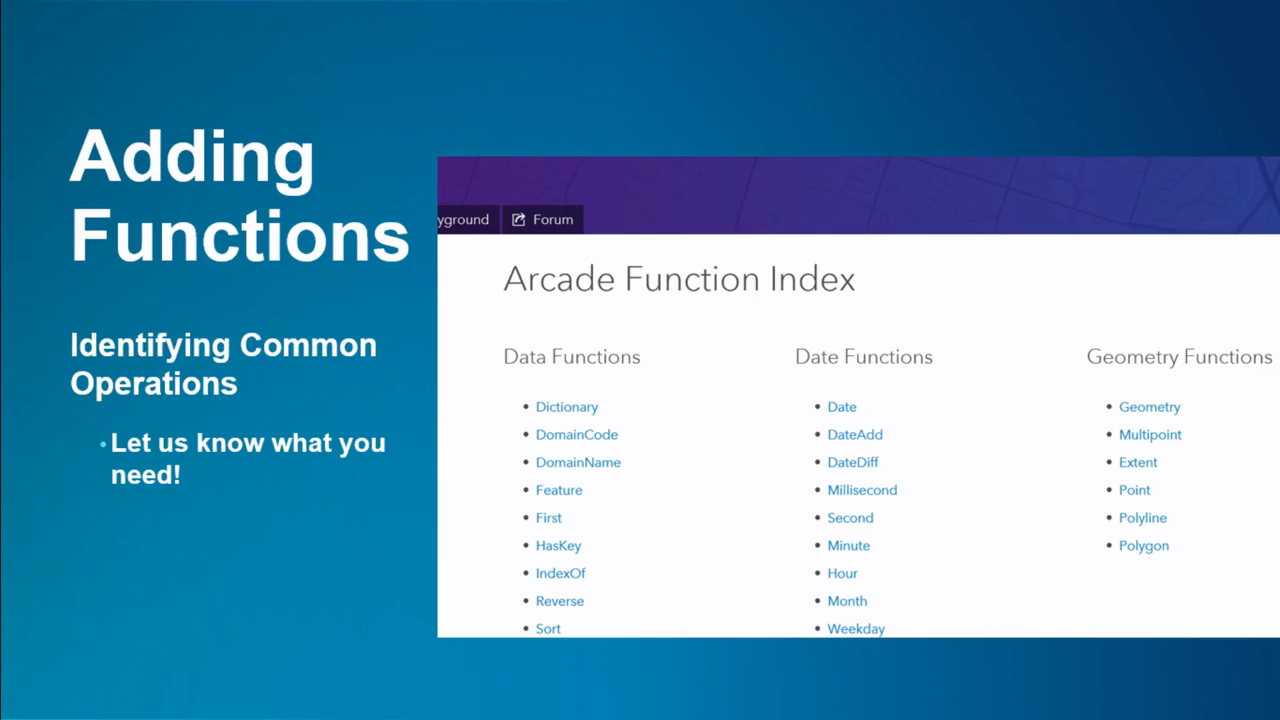 Adding
Functions
Identifying Common
Operations
• Let us know what you
need!
yground
Forum
Arcade Function Index
Data Functions
• Dictionary
• DomainCode
• DomainName
• Feature
• First
• HasKey
• IndexOf
• Reverse
• Sort
Date Functions
• Date
• DateAdd
• DateDiff
• Millisecond
• Second
• Minute
• Hour
• Month
• Weekday
Geometry Functions
• Geometry
• Multipoint
• Extent
• Point
• Polyline
• Polygon